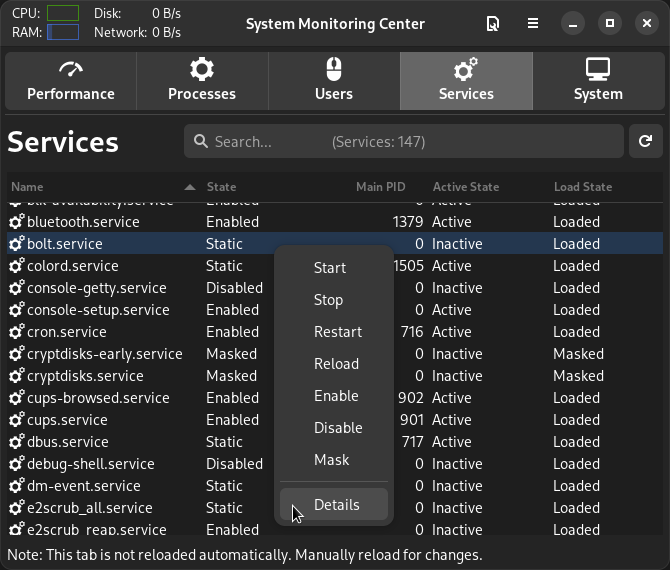 CPU: Disk: 0 B/s
RAM: Network: 0 B/s
System Monitoring Center
Performance Processes Users Services System
Services
Search... (Services: 147)
Name State Main PID Active State Load State
blk-availability.service Enabled 0 Active Loaded
bluetooth.service Enabled 1379 Active Loaded
bolt.service Static 0 Inactive Loaded
colord.service Static 1505 Active Loaded
console-getty.service Disabled 0 Inactive Loaded
console-setup.service Enabled 0 Active Loaded
cron.service Enabled 716 Active Loaded
cryptdisks-early.service Masked 0 Inactive Masked
cryptdisks.service Masked 0 Inactive Masked
cups-browsed.service Enabled 902 Active Loaded
cups.service Enabled 901 Active Loaded
dbus.service Static 717 Active Loaded
debug-shell.service Disabled 0 Inactive Loaded
dm-event.service Static 0 Inactive Loaded
e2scrub_all.service Static 0 Inactive Loaded
e2scrub_reap.service Enabled 0 Inactive Loaded
Start
Stop
Restart
Reload
Enable
Disable
Mask
Details
Note: This tab is not reloaded automatically. Manually reload for changes.